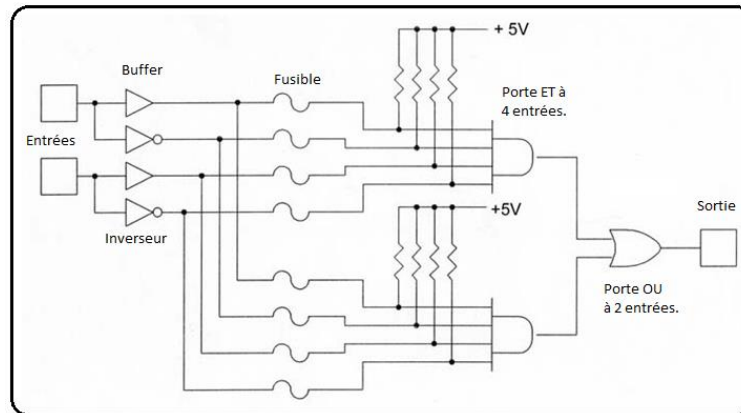 + 5V
Buffer
Fusible
Porte ET à
4 entrées.
Entrées
Inverseur
+5V
Sortie
Porte OU
à 2 entrées.